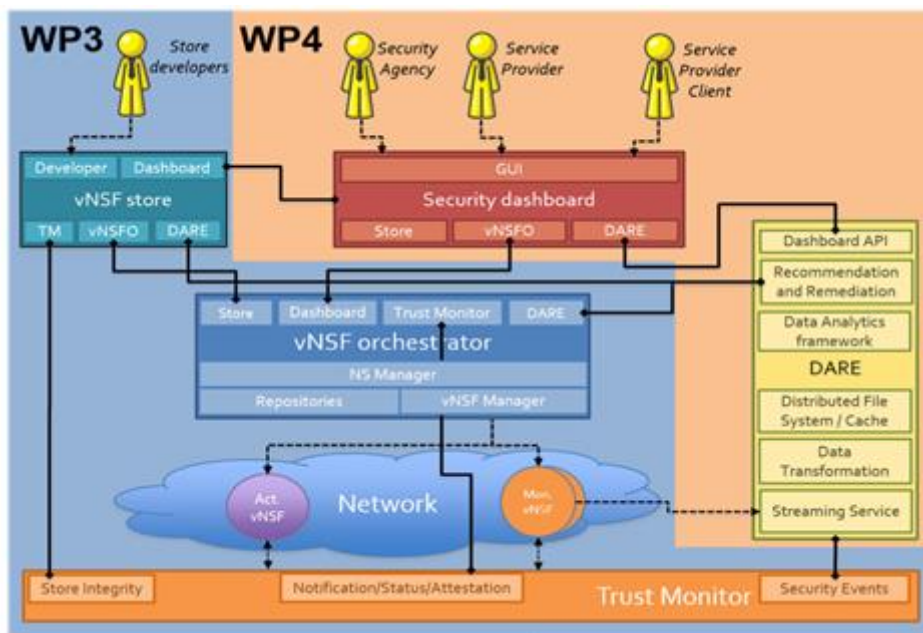 WP3
WP4
Store
developers
Security
Agency
Service
Provider
Service
Provider
Client
Developer
Dashboard
vNSF store
TM
vNSFO
DARE
GUI
Security dashboard
Store
vNSFO
DARE
Dashboard API
Recommendation
and Remediation
Data Analytics
framework
DARE
Distributed File
System / Cache
Data
Transformation
Streaming Service
Store
Dashboard
Trust Monitor
DARE
vNSF orchestrator
NS Manager
Repositories
vNSF Manager
Act.
vNSF
Network
Mon.
vNSF
Store Integrity
Notification/Status/Attestation
Trust Monitor
Security Events